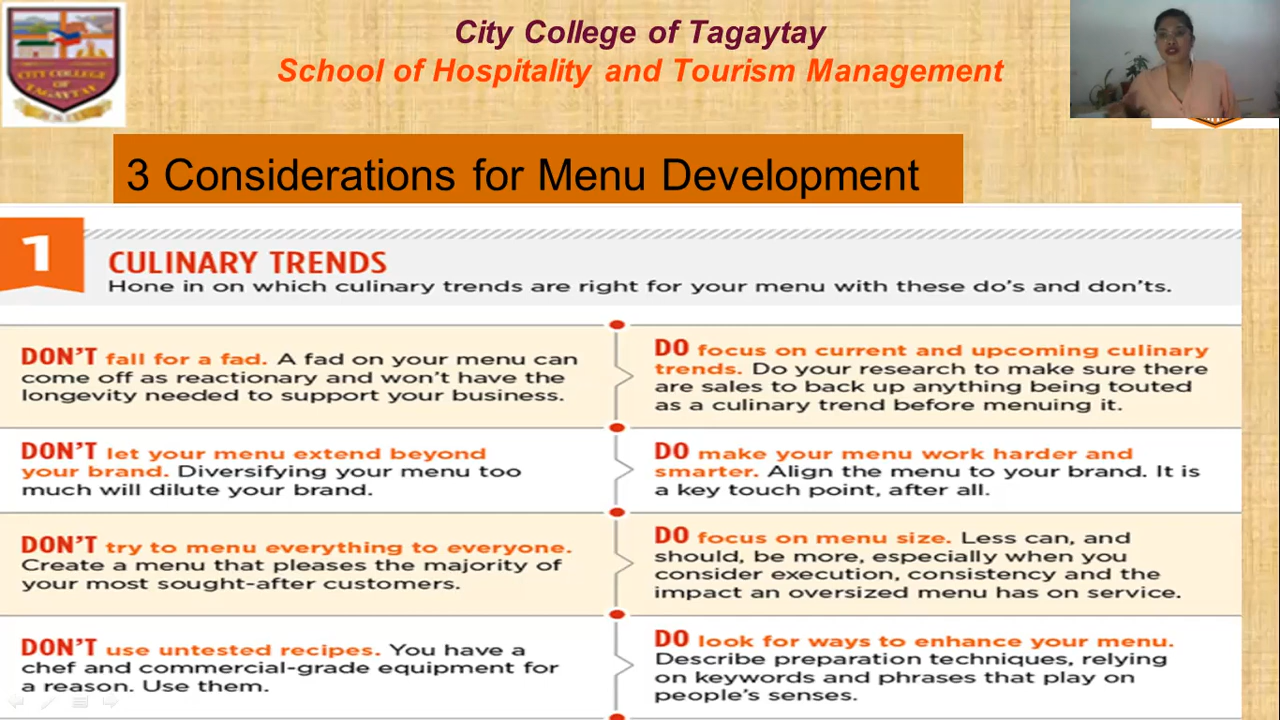 City College of Tagaytay
School of Hospitality and Tourism Management
CITY COLLEGE
OF
TAGAYTAY
3 Considerations for Menu Development
1
CULINARY TRENDS
Hone in on which culinary trends are right for your menu with these do's and don'ts.
DON'T fall for a fad. A fad on your menu can
come off as reactionary and won't have the
longevity needed to support your business.
DO focus on current and upcoming culinary
trends. Do your research to make sure there
are sales to back up anything being touted
as a culinary trend before menuing it.
DON'T let your menu extend beyond
your brand. Diversifying your menu too
much will dilute your brand.
DO make your menu work harder and
smarter. Align the menu to your brand. It is
a key touch point, after all.
DON'T try to menu everything to everyone.
Create a menu that pleases the majority of
your most sought-after customers.
DO focus on menu size. Less can, and
should, be more, especially when you
consider execution, consistency and the
impact an oversized menu has on service.
DON'T use untested recipes. You have a
chef and commercial-grade equipment for
a reason. Use them.
DO look for ways to enhance your menu.
Describe preparation techniques, relying
on keywords and phrases that play on
people's senses.